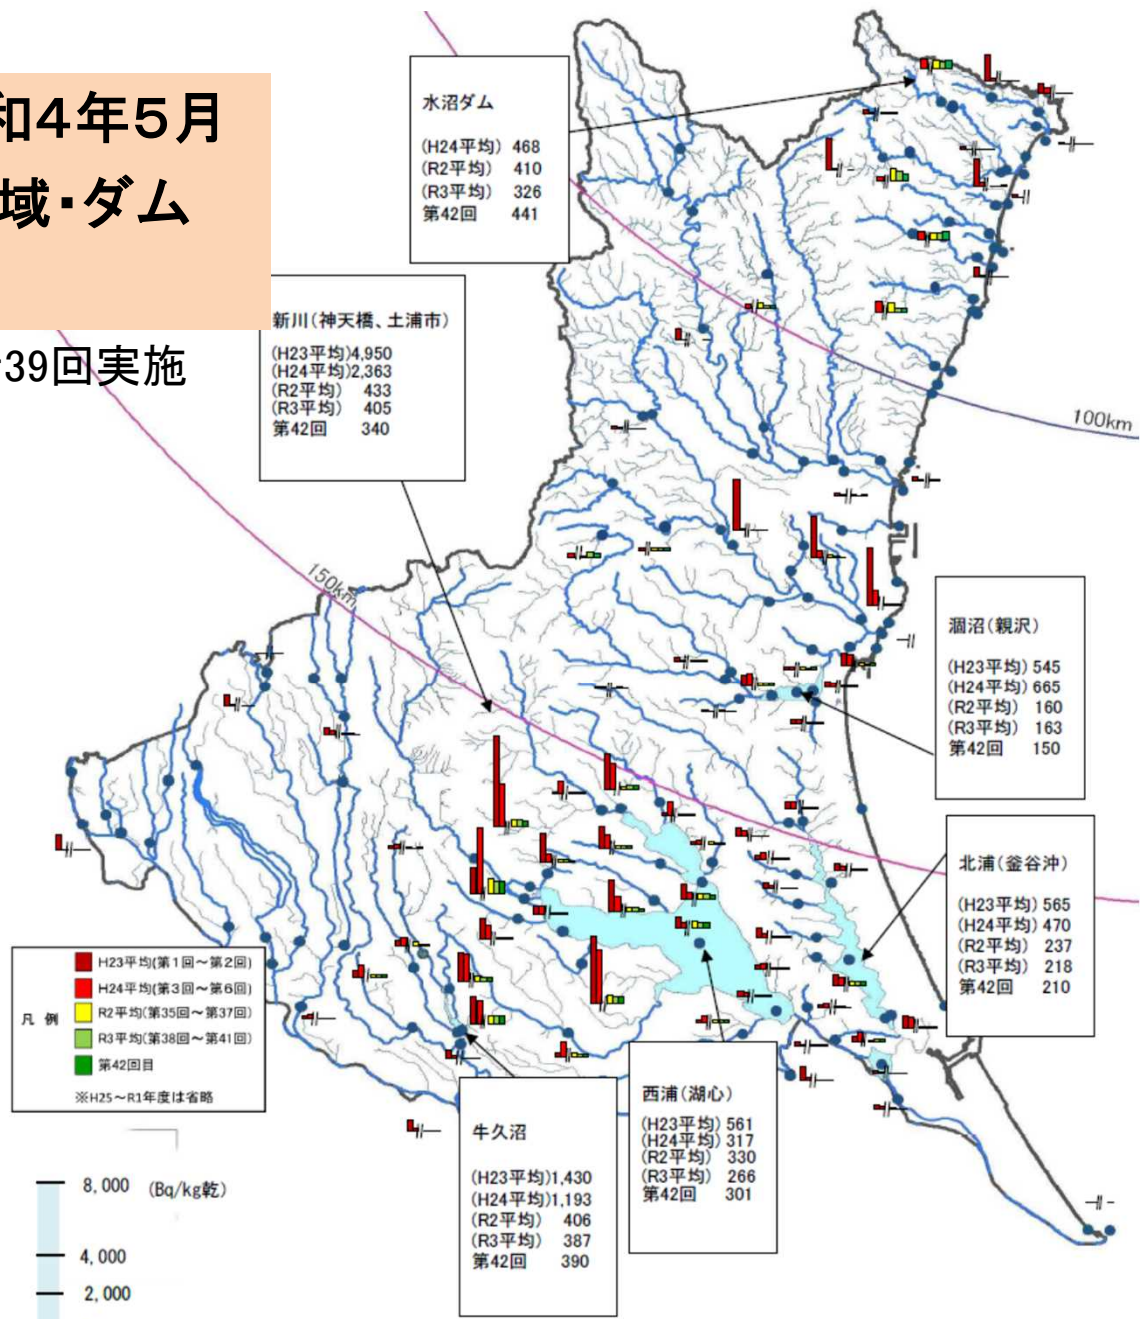 和4年5月
域・ダム
39回実施
水沼ダム
(H24平均) 468
(R2平均) 410
(R3平均) 326
第42回 441
新川(神天橋、土浦市)
(H23平均)4,950
(H24平均)2,363
(R2平均) 433
(R3平均) 405
第42回 340
100km
150km
涸沼(親沢)
(H23平均) 545
(H24平均) 665
(R2平均) 160
(R3平均) 163
第42回 150
北浦(釜谷沖)
(H23平均) 565
(H24平均) 470
(R2平均) 237
(R3平均) 218
第42回 210
凡 例
H23平均(第1回～第2回)
H24平均(第3回～第6回)
R2平均(第35回～第37回)
R3平均(第38回～第41回)
第42回目
※H25～R1年度は省略
西浦(湖心)
(H23平均) 561
(H24平均) 317
(R2平均) 330
(R3平均) 266
第42回 301
牛久沼
(H23平均)1,430
(H24平均)1,193
(R2平均) 406
(R3平均) 387
第42回 390
8,000 (Bq/kg乾)
4,000
2,000